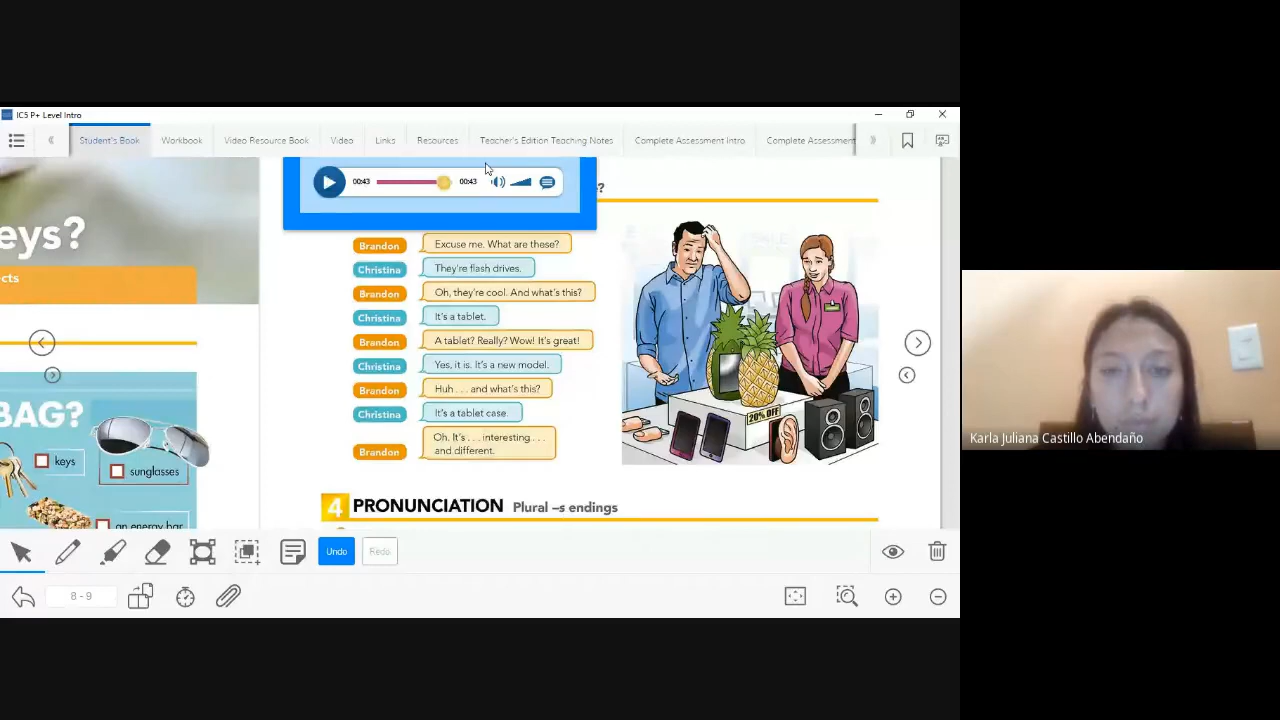 IC5 P+ Level Intro
Student's Book Workbook Video Resource Book Video Links Resources Teacher's Edition Teaching Notes Complete Assessment Intro Complete Assessment
00:43 00:43
?
eys?
cts
Brandon Excuse me. What are these?
Christina They're flash drives.
Brandon Oh, they're cool. And what's this?
Christina It's a tablet.
Brandon A tablet? Really? Wow! It's great!
Christina Yes, it is. It's a new model.
Brandon Huh . . . and what's this?
Christina It's a tablet case.
Brandon Oh. It's . . . interesting . . .
and different.
SALE
20% OFF
BAG?
keys
sunglasses
an energy bar
4 PRONUNCIATION Plural –s endings
Undo Redo
8 - 9
Karla Juliana Castillo Abendaño